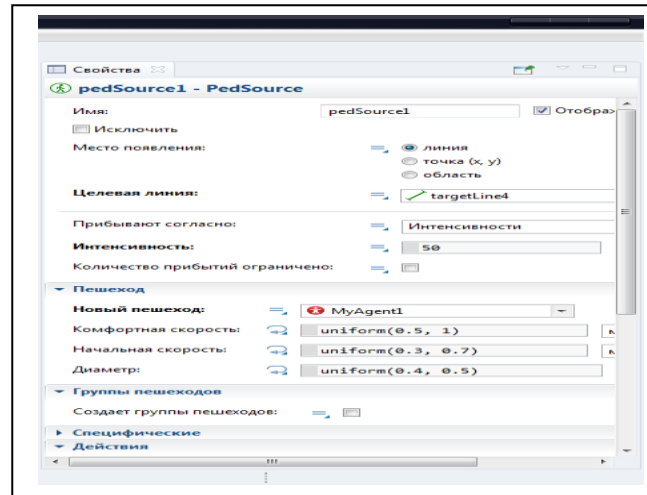 Свойства
pedSource1 - PedSource
Имя: pedSource1 Отобра
Исключить
Место появления: линия
точка (x, y)
область
Целевая линия: targetLine4
Прибывают согласно: Интенсивности
Интенсивность: 50
Количество прибытий ограничено:
Пешеход
Новый пешеход: MyAgent1
Комфортная скорость: uniform(0.5, 1)
Начальная скорость: uniform(0.3, 0.7)
Диаметр: uniform(0.4, 0.5)
Группы пешеходов
Создает группы пешеходов:
Специфические
Действия